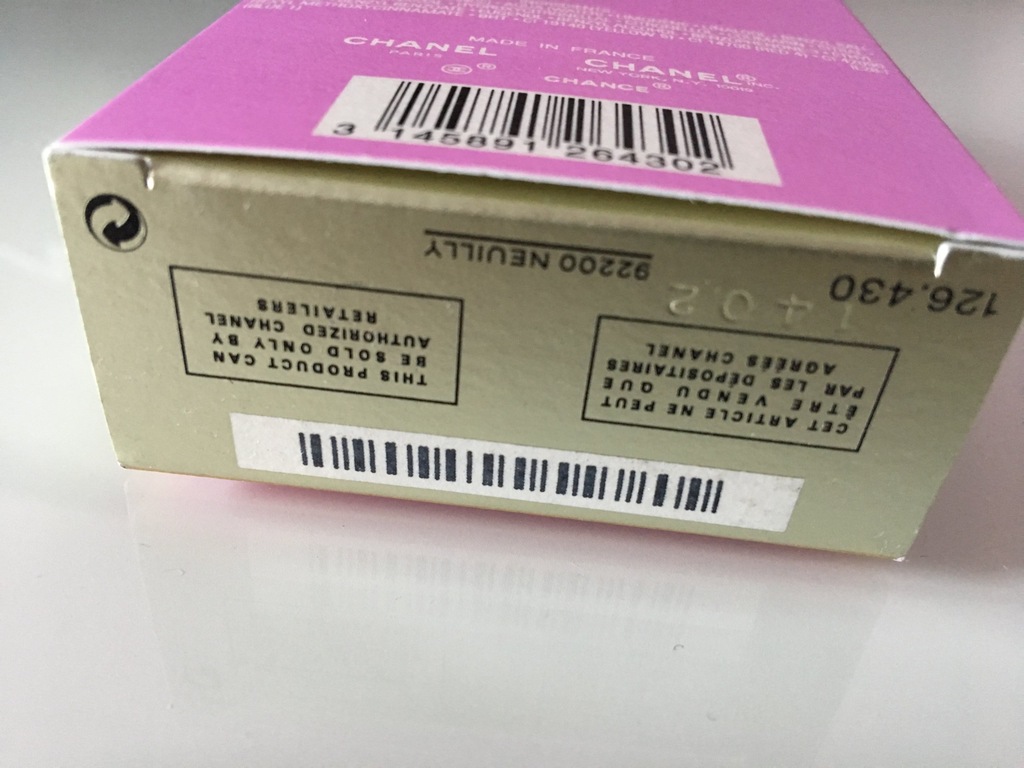 MADE IN FRANCE
CHANEL CHANEL® INC.
PARIS NEW YORK, N.Y. 10019
CHANCE®
3 145891 264302
126.430
92200 NEUILLY
1402
CET ARTICLE NE PEUT
ÊTRE VENDU QUE
PAR LES DÉPOSITAIRES
AGRÉÉS CHANEL
THIS PRODUCT CAN
BE SOLD ONLY BY
AUTHORIZED CHANEL
RETAILERS